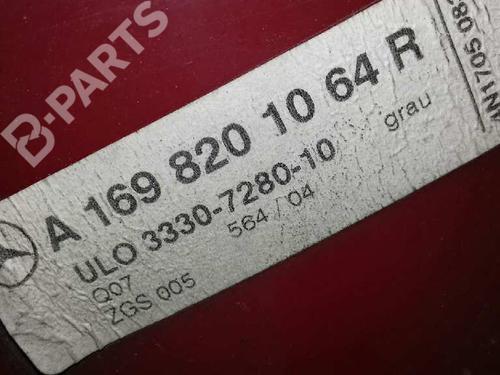 B-PARTS
A 169 820 10 64 R
ULO 3330-7280-10 grau
564 / 04
Q07
ZGS 005